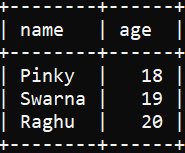 +--------+------+
| name   | age  |
+--------+------+
| Pinky  |   18 |
| Swarna |   19 |
| Raghu  |   20 |
+--------+------+